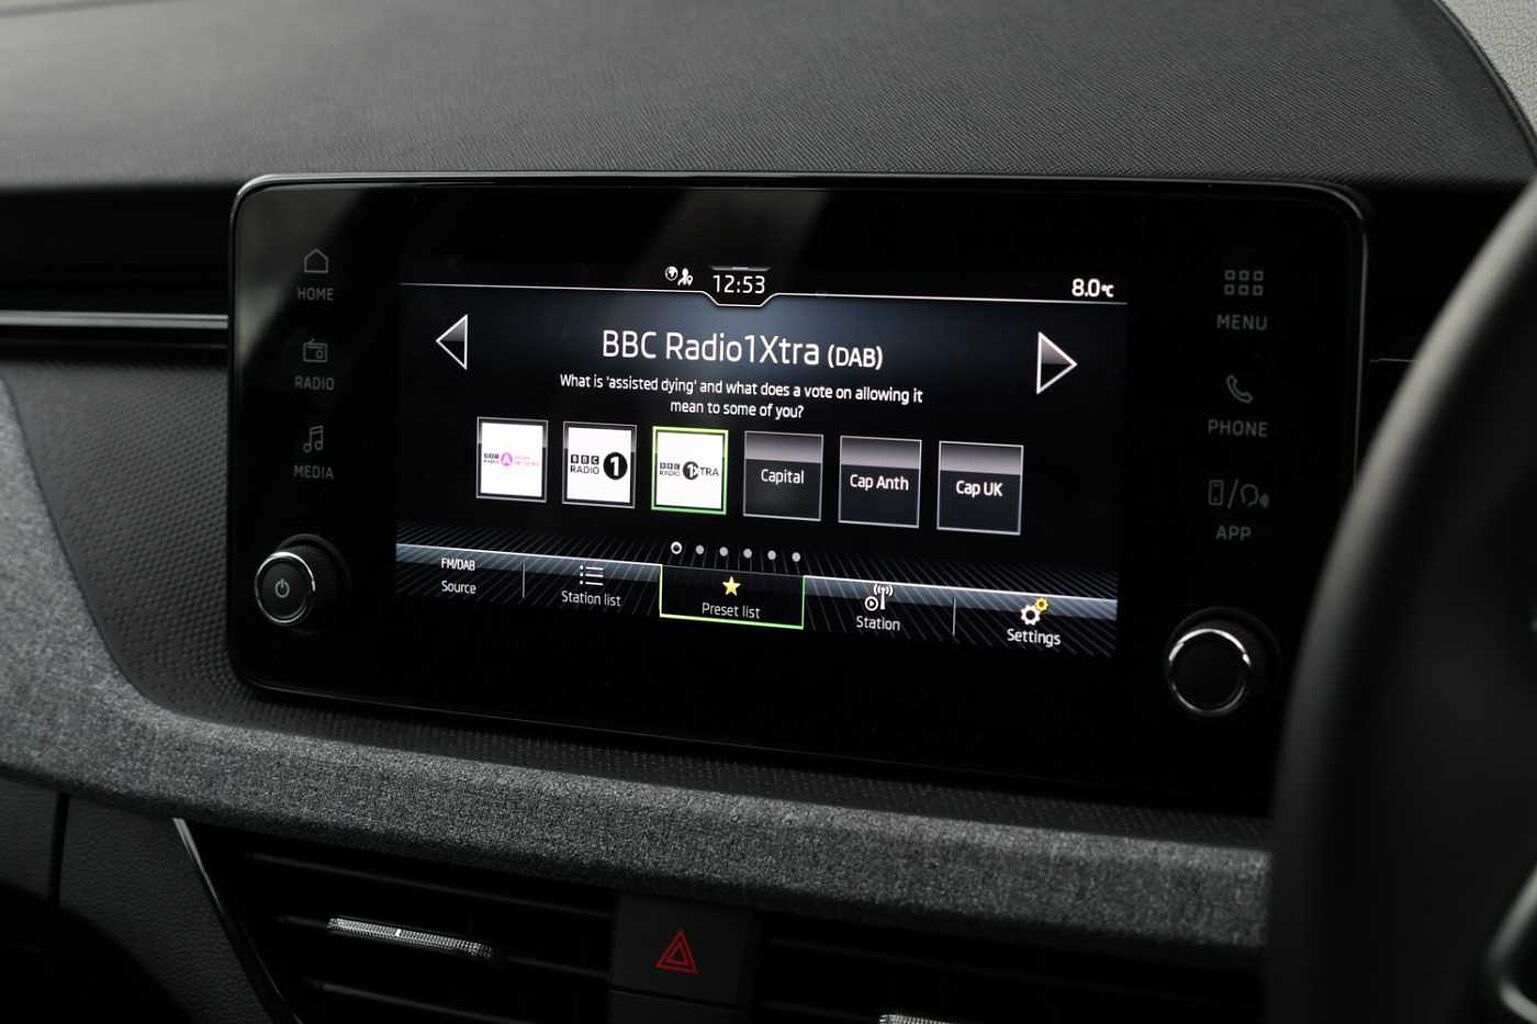 12:53
8.0°C
HOME
RADIO
MEDIA
MENU
PHONE
APP
BBC Radio1Xtra (DAB)
What is 'assisted dying' and what does a vote on allowing it
mean to some of you?
BBC RADIO 1
BBC RADIO 1XTRA
Capital
Cap Anth
Cap UK
FM/DAB
Source
Station list
Preset list
Station
Settings